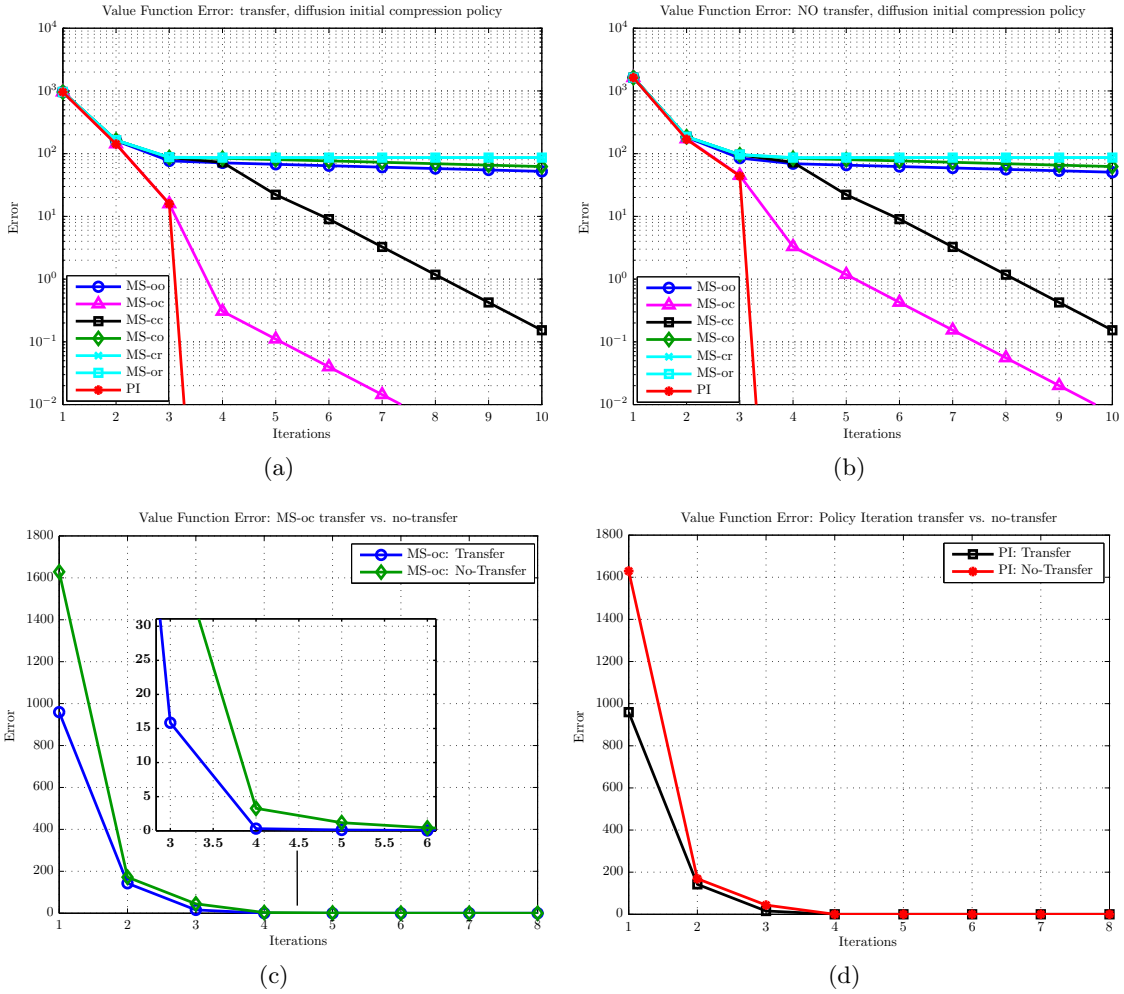 Value Function Error: transfer, diffusion initial compression policy
10^4
10^3
10^2
10^1
10^0
10^-1
10^-2
Error
MS-oo
MS-oc
MS-cc
MS-co
MS-cr
MS-or
PI
1 2 3 4 5 6 7 8 9 10
Iterations
(a)
Value Function Error: NO transfer, diffusion initial compression policy
10^4
10^3
10^2
10^1
10^0
10^-1
10^-2
Error
MS-oo
MS-oc
MS-cc
MS-co
MS-cr
MS-or
PI
1 2 3 4 5 6 7 8 9 10
Iterations
(b)
Value Function Error: MS-oc transfer vs. no-transfer
1800
1600
1400
1200
1000
800
600
400
200
0
Error
MS-oc: Transfer
MS-oc: No-Transfer
30
25
20
15
10
5
0
3 3.5 4 4.5 5 5.5 6
1 2 3 4 5 6 7 8
Iterations
(c)
Value Function Error: Policy Iteration transfer vs. no-transfer
1800
1600
1400
1200
1000
800
600
400
200
0
Error
PI: Transfer
PI: No-Transfer
1 2 3 4 5 6 7 8
Iterations
(d)